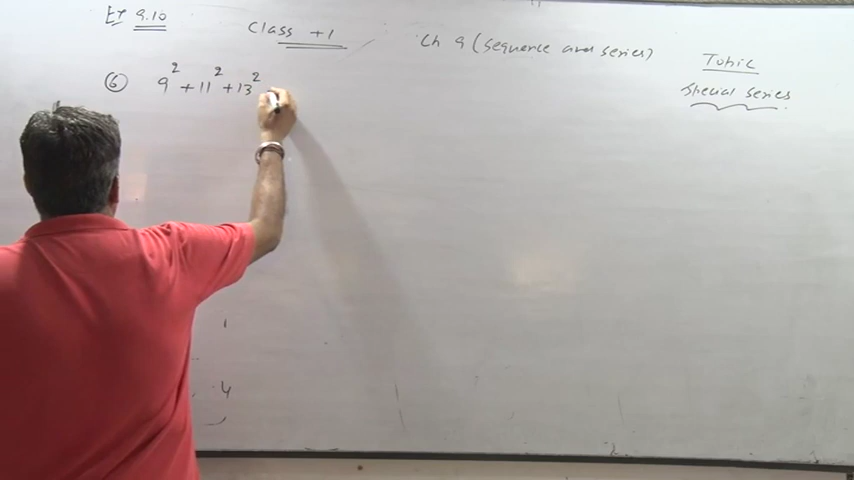 Ex 9.10
Class +1
Ch 9 (Sequence and series)
Topic
Special series
⑥ 9² + 11² + 13²